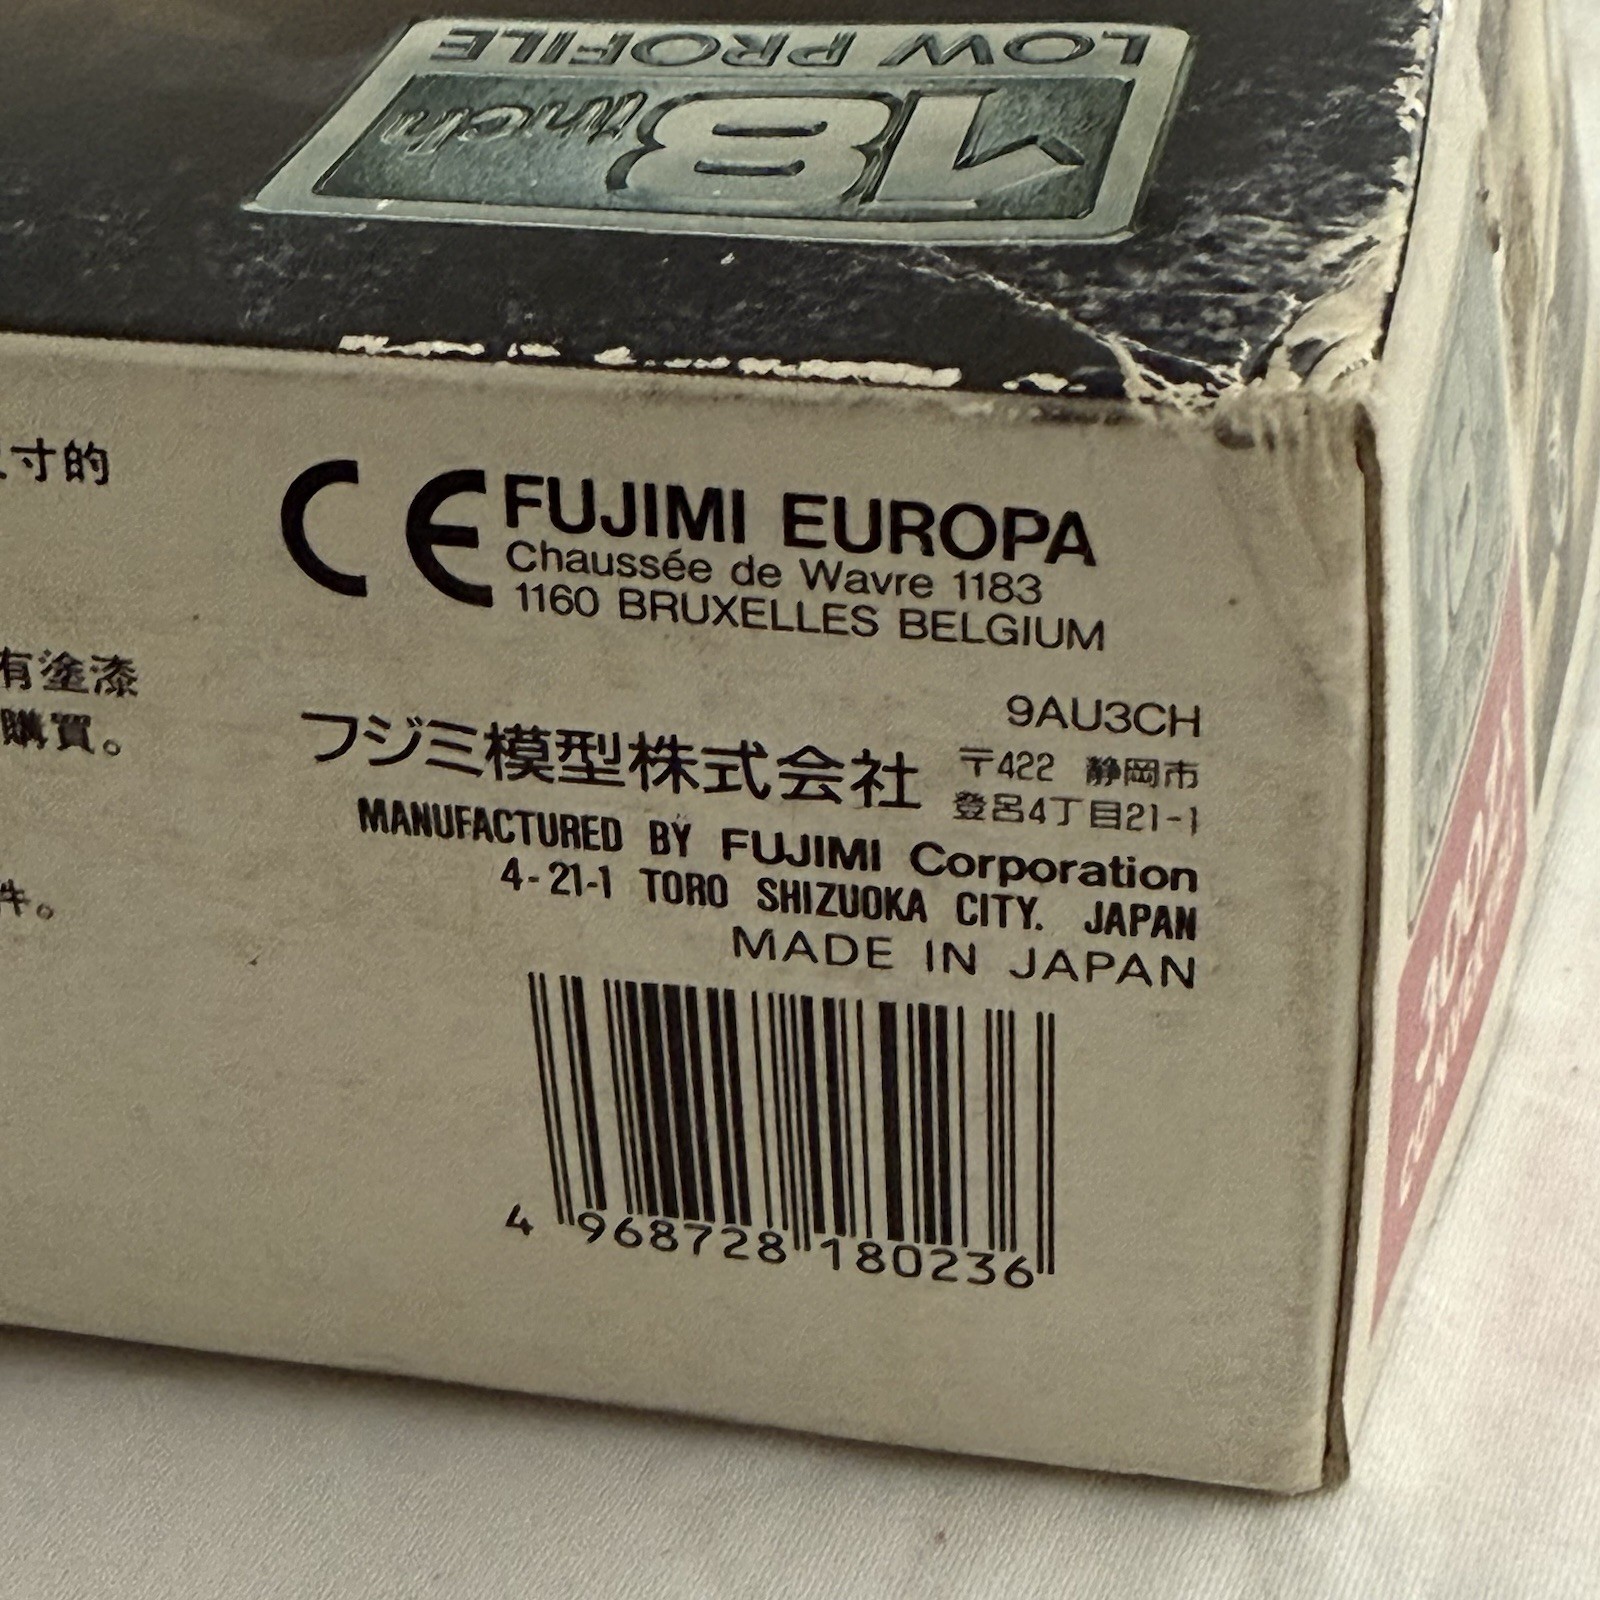 LOW PROFILE
18 inch
寸的
CE FUJIMI EUROPA
Chaussée de Wavre 1183
1160 BRUXELLES BELGIUM
有塗漆
購買。
件。
9AU3CH
フジミ模型株式会社 〒422 静岡市
登呂4丁目21-1
MANUFACTURED BY FUJIMI Corporation
4-21-1 TORO SHIZUOKA CITY. JAPAN
MADE IN JAPAN
4 968728 180236